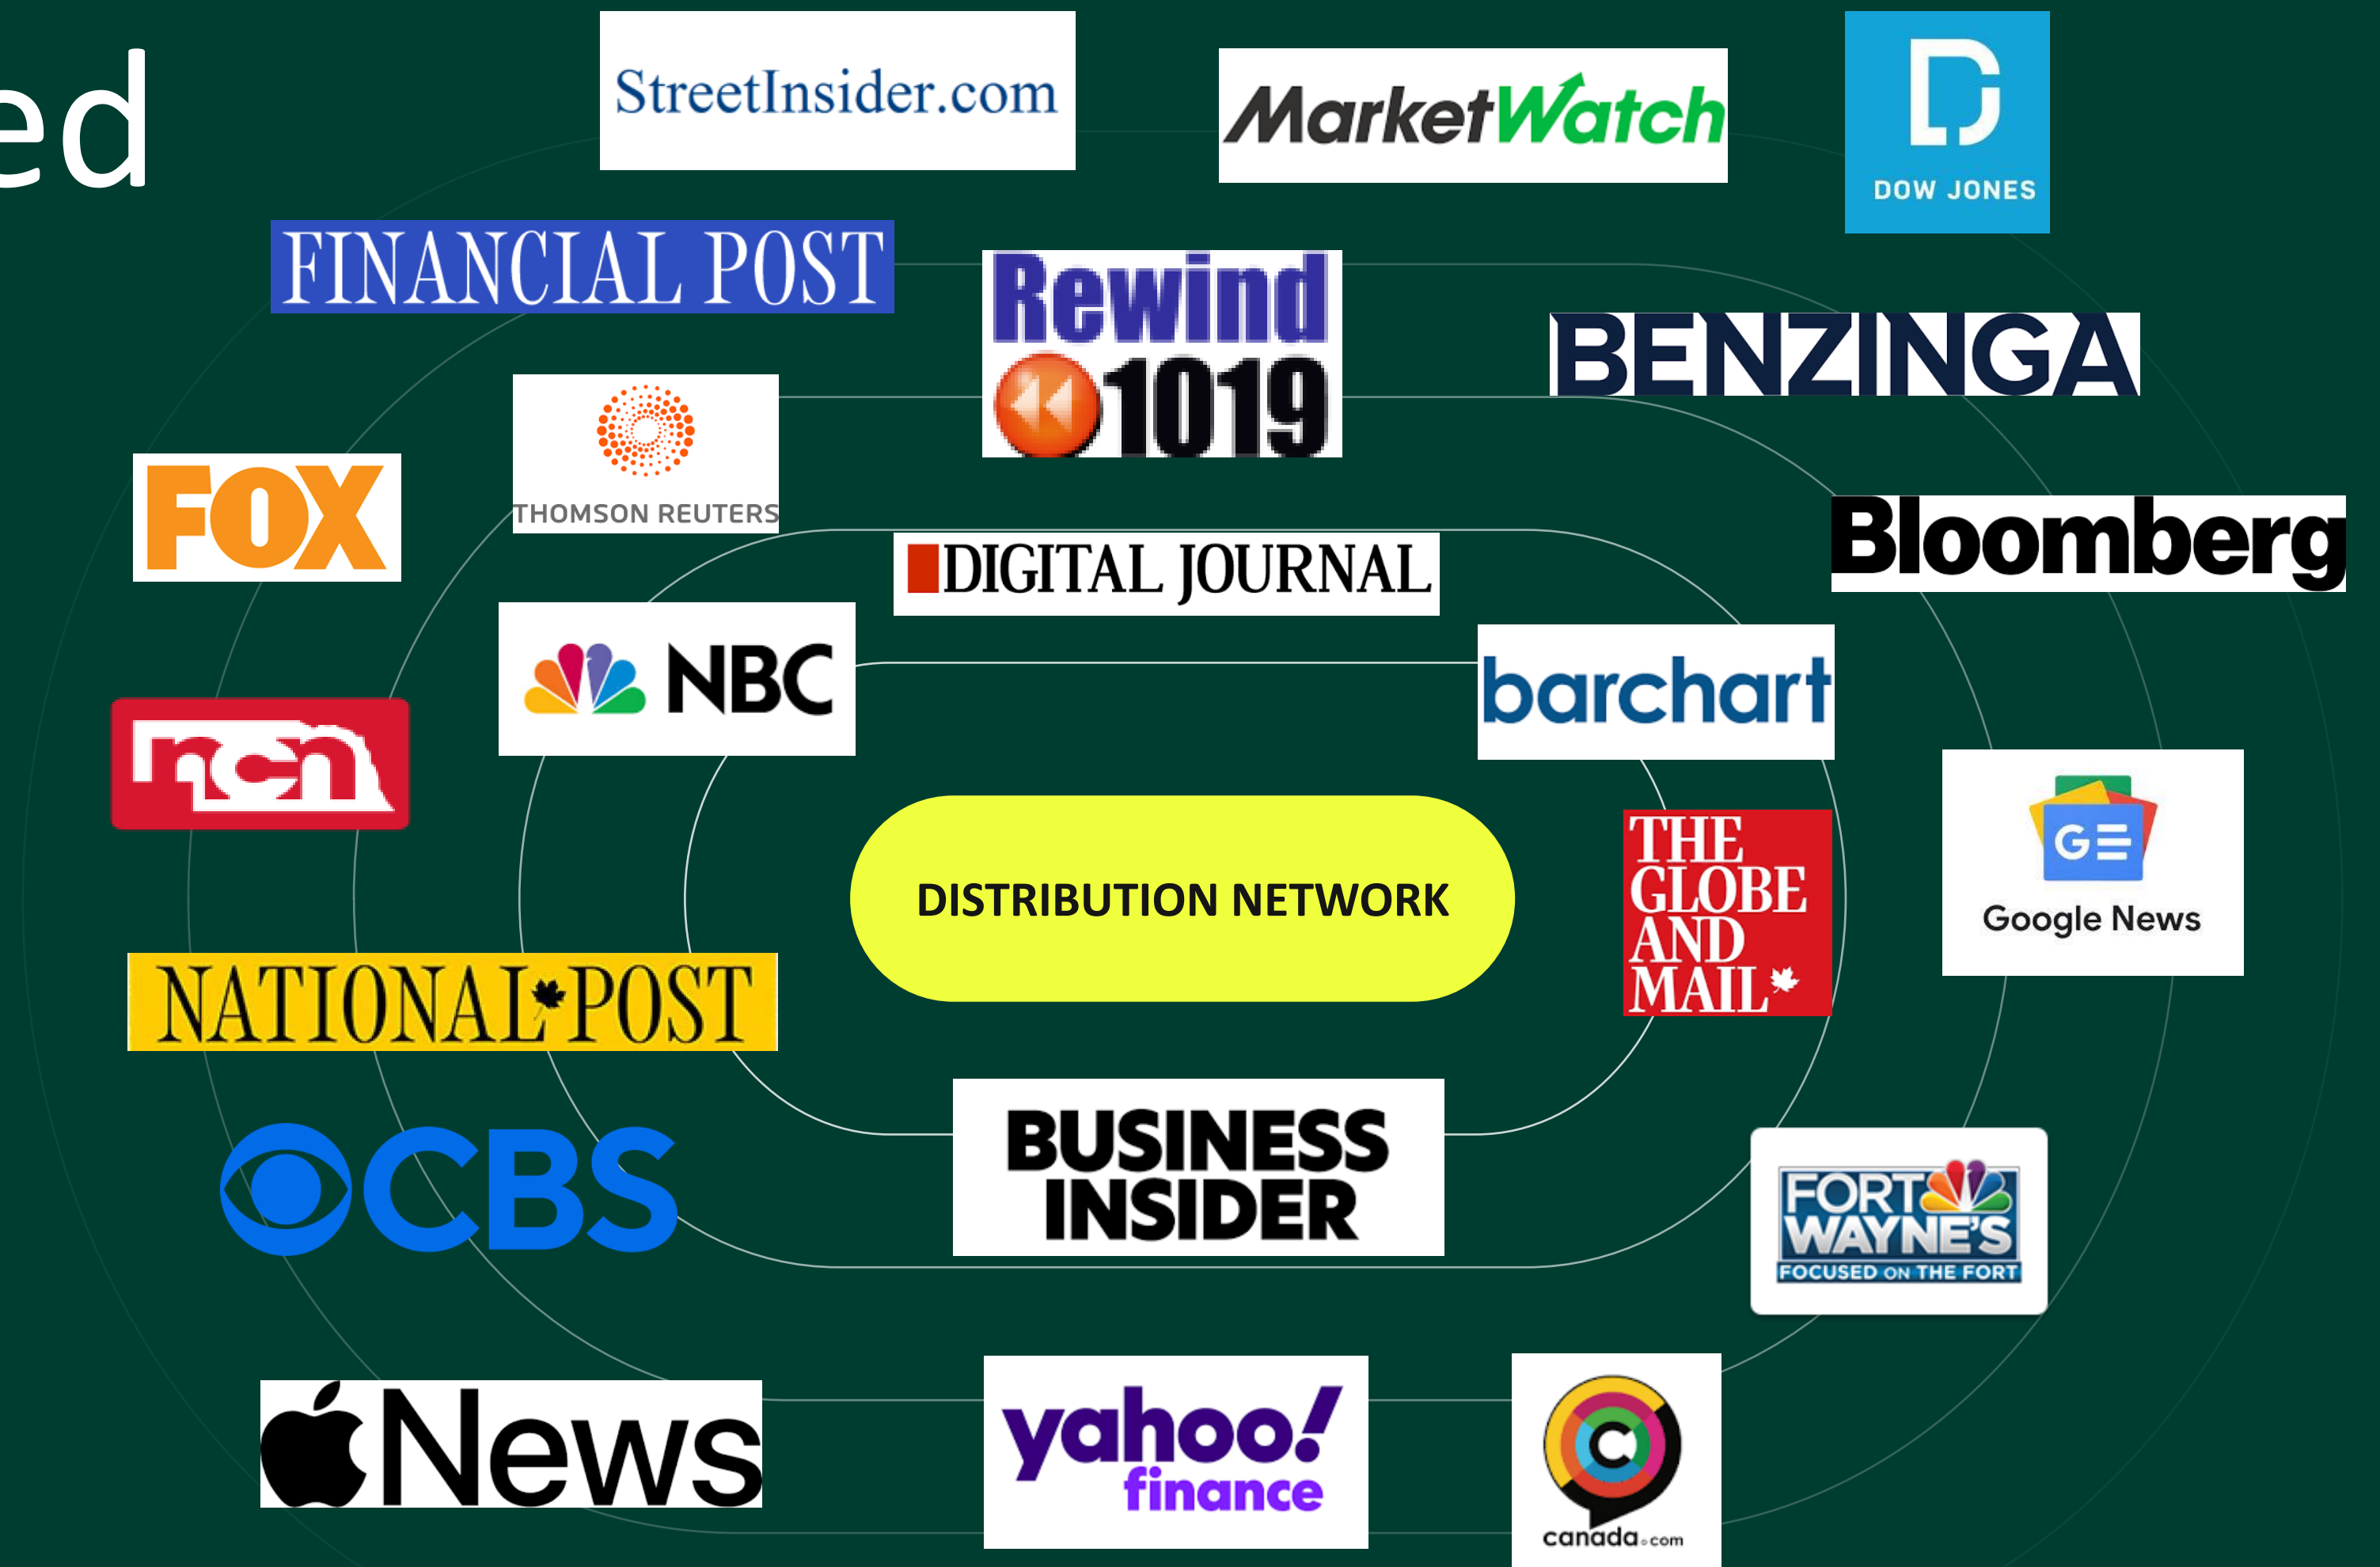 ed
StreetInsider.com
MarketWatch
DOW JONES
FINANCIAL POST
Rewind
1019
BENZINGA
THOMSON REUTERS
FOX
Bloomberg
DIGITAL JOURNAL
NBC
barchart
ncn
THE
GLOBE
AND
MAIL
GE
Google News
DISTRIBUTION NETWORK
NATIONAL POST
BUSINESS
INSIDER
CBS
FORT
WAYNE'S
FOCUSED ON THE FORT
News
yahoo!
finance
C
canada.com